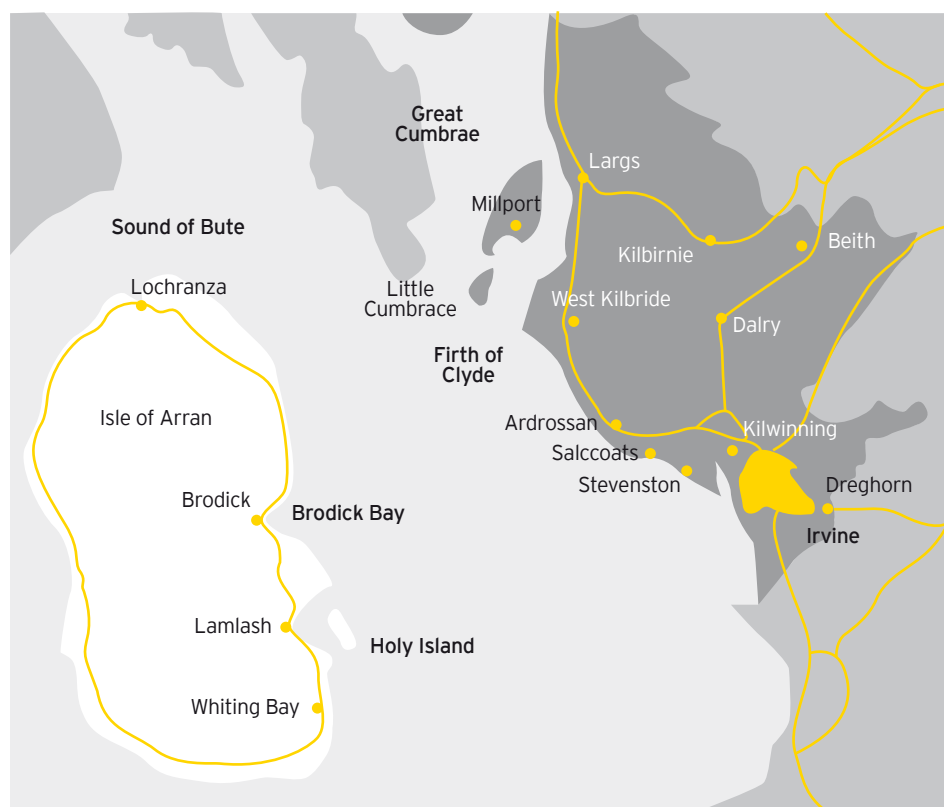 Great
Cumbrae
Largs
Millport
Sound of Bute
Kilbirnie
Beith
Lochranza
Little
Cumbrace
West Kilbride
Dalry
Firth of
Clyde
Isle of Arran
Ardrossan
Kilwinning
Salccoats
Stevenston
Dreghorn
Brodick
Brodick Bay
Irvine
Lamlash
Holy Island
Whiting Bay